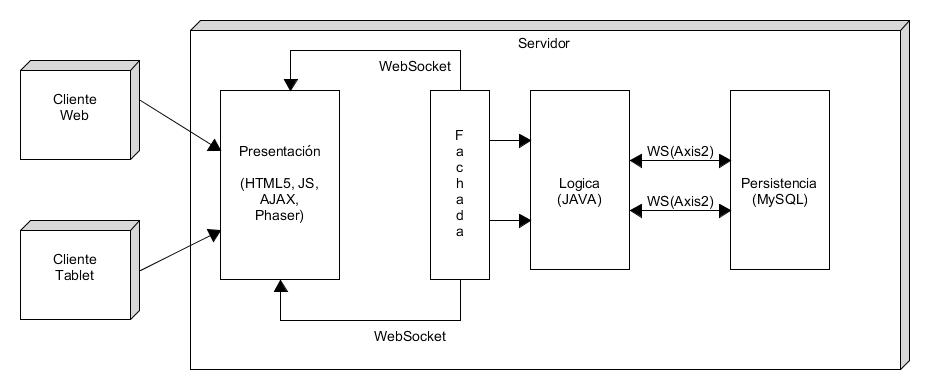 Servidor
WebSocket
Cliente
Web
Presentación
(HTML5, JS,
AJAX,
Phaser)
Fachada
Logica
(JAVA)
WS(Axis2)
WS(Axis2)
Persistencia
(MySQL)
Cliente
Tablet
WebSocket